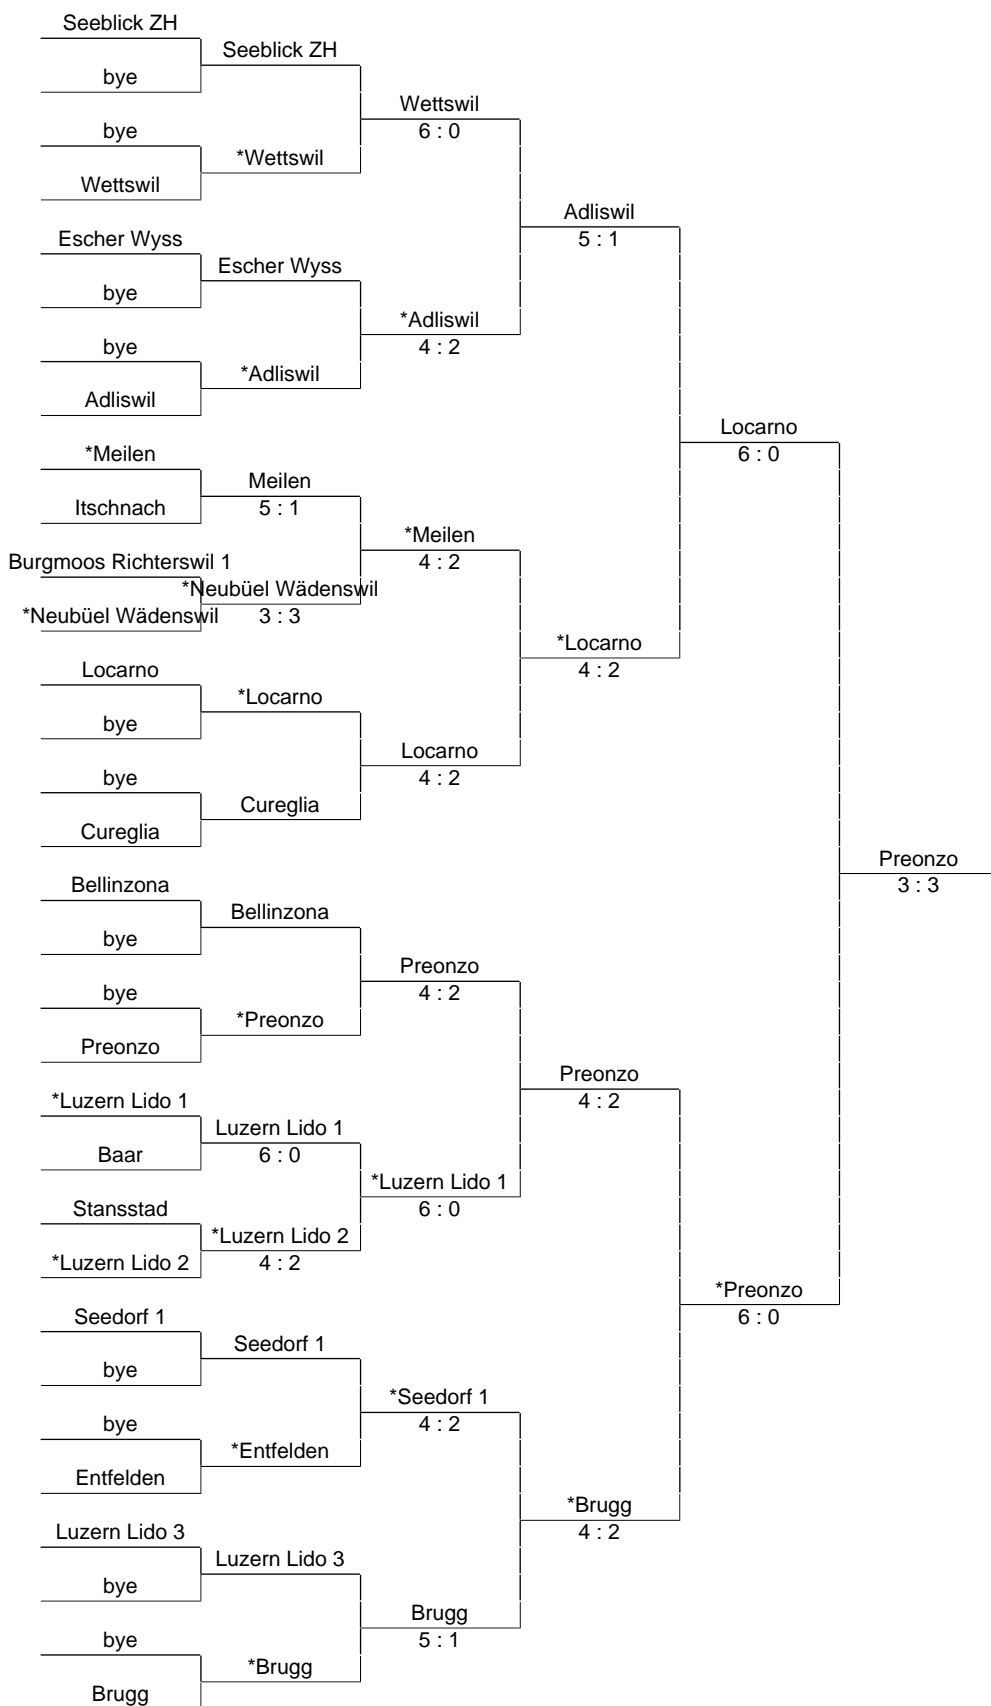 Seeblick ZH
Seeblick ZH
bye
Wettswil
6 : 0
bye
*Wettswil
Wettswil
Adliswil
5 : 1
Escher Wyss
Escher Wyss
bye
*Adliswil
4 : 2
bye
*Adliswil
Adliswil
Locarno
6 : 0
*Meilen
Meilen
5 : 1
Itschnach
*Meilen
4 : 2
Burgmoos Richterswil 1
*Neubüel Wädenswil
3 : 3
*Neubüel Wädenswil
*Locarno
4 : 2
Locarno
*Locarno
bye
Locarno
4 : 2
bye
Cureglia
Cureglia
Preonzo
3 : 3
Bellinzona
Bellinzona
bye
Preonzo
4 : 2
bye
*Preonzo
Preonzo
Preonzo
4 : 2
*Luzern Lido 1
Luzern Lido 1
6 : 0
Baar
*Luzern Lido 1
6 : 0
Stansstad
*Luzern Lido 2
4 : 2
*Luzern Lido 2
*Preonzo
6 : 0
Seedorf 1
Seedorf 1
bye
*Seedorf 1
4 : 2
bye
*Entfelden
Entfelden
*Brugg
4 : 2
Luzern Lido 3
Luzern Lido 3
bye
Brugg
5 : 1
bye
*Brugg
Brugg